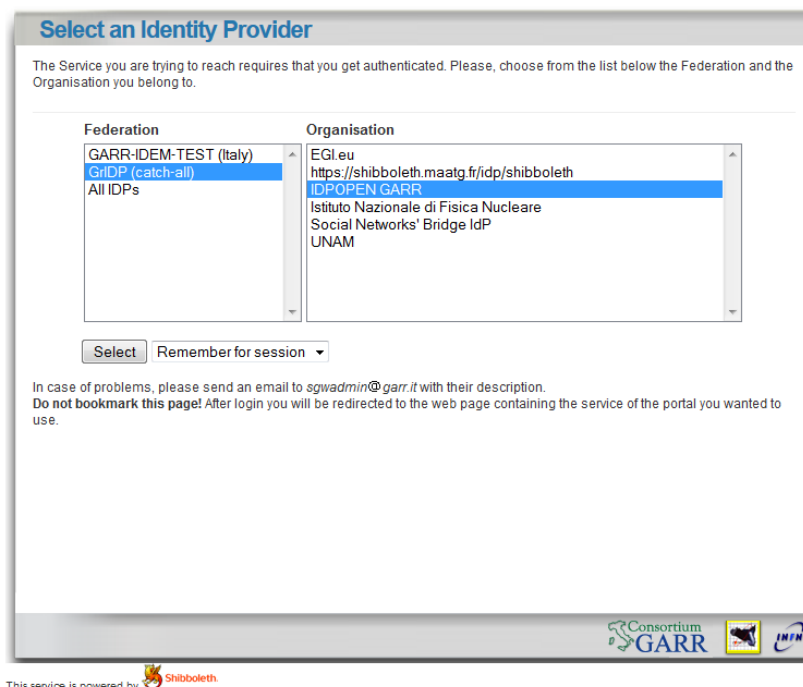 Select an Identity Provider
The Service you are trying to reach requires that you get authenticated. Please, choose from the list below the Federation and the
Organisation you belong to.
Federation
Organisation
GARR-IDEM-TEST (Italy)
GrIDP (catch-all)
All IDPs
EGI.eu
https://shibboleth.maatg.fr/idp/shibboleth
IDPOPEN GARR
Istituto Nazionale di Fisica Nucleare
Social Networks' Bridge IdP
UNAM
Select
Remember for session
In case of problems, please send an email to sgwadmin@garr.it with their description.
Do not bookmark this page! After login you will be redirected to the web page containing the service of the portal you wanted to
use.
Consortium
GARR
INFN
This service is powered by Shibboleth.